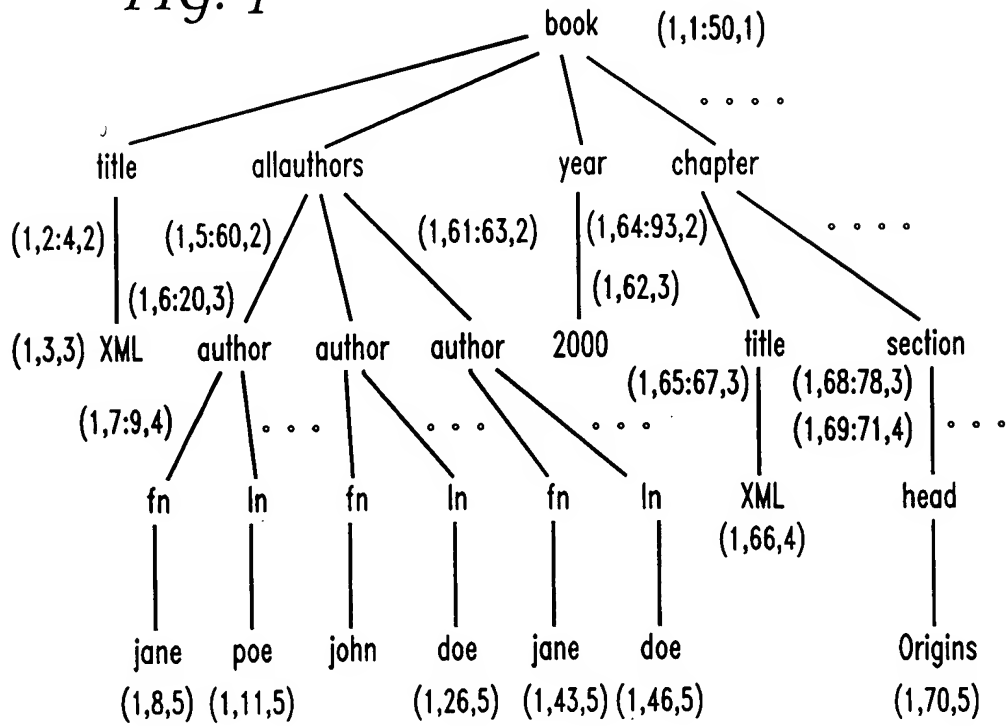 Fig. 1
book (1,1:50,1)
title allauthors year chapter
(1,2:4,2) (1,5:60,2) (1,61:63,2) (1,64:93,2)
(1,6:20,3) (1,62,3)
(1,3,3) XML author author author 2000 title section
(1,65:67,3) (1,68:78,3)
(1,7:9,4) (1,69:71,4)
fn ln fn ln fn ln XML head
(1,66,4)
jane poe john doe jane doe Origins
(1,8,5) (1,11,5) (1,26,5) (1,43,5) (1,46,5) (1,70,5)